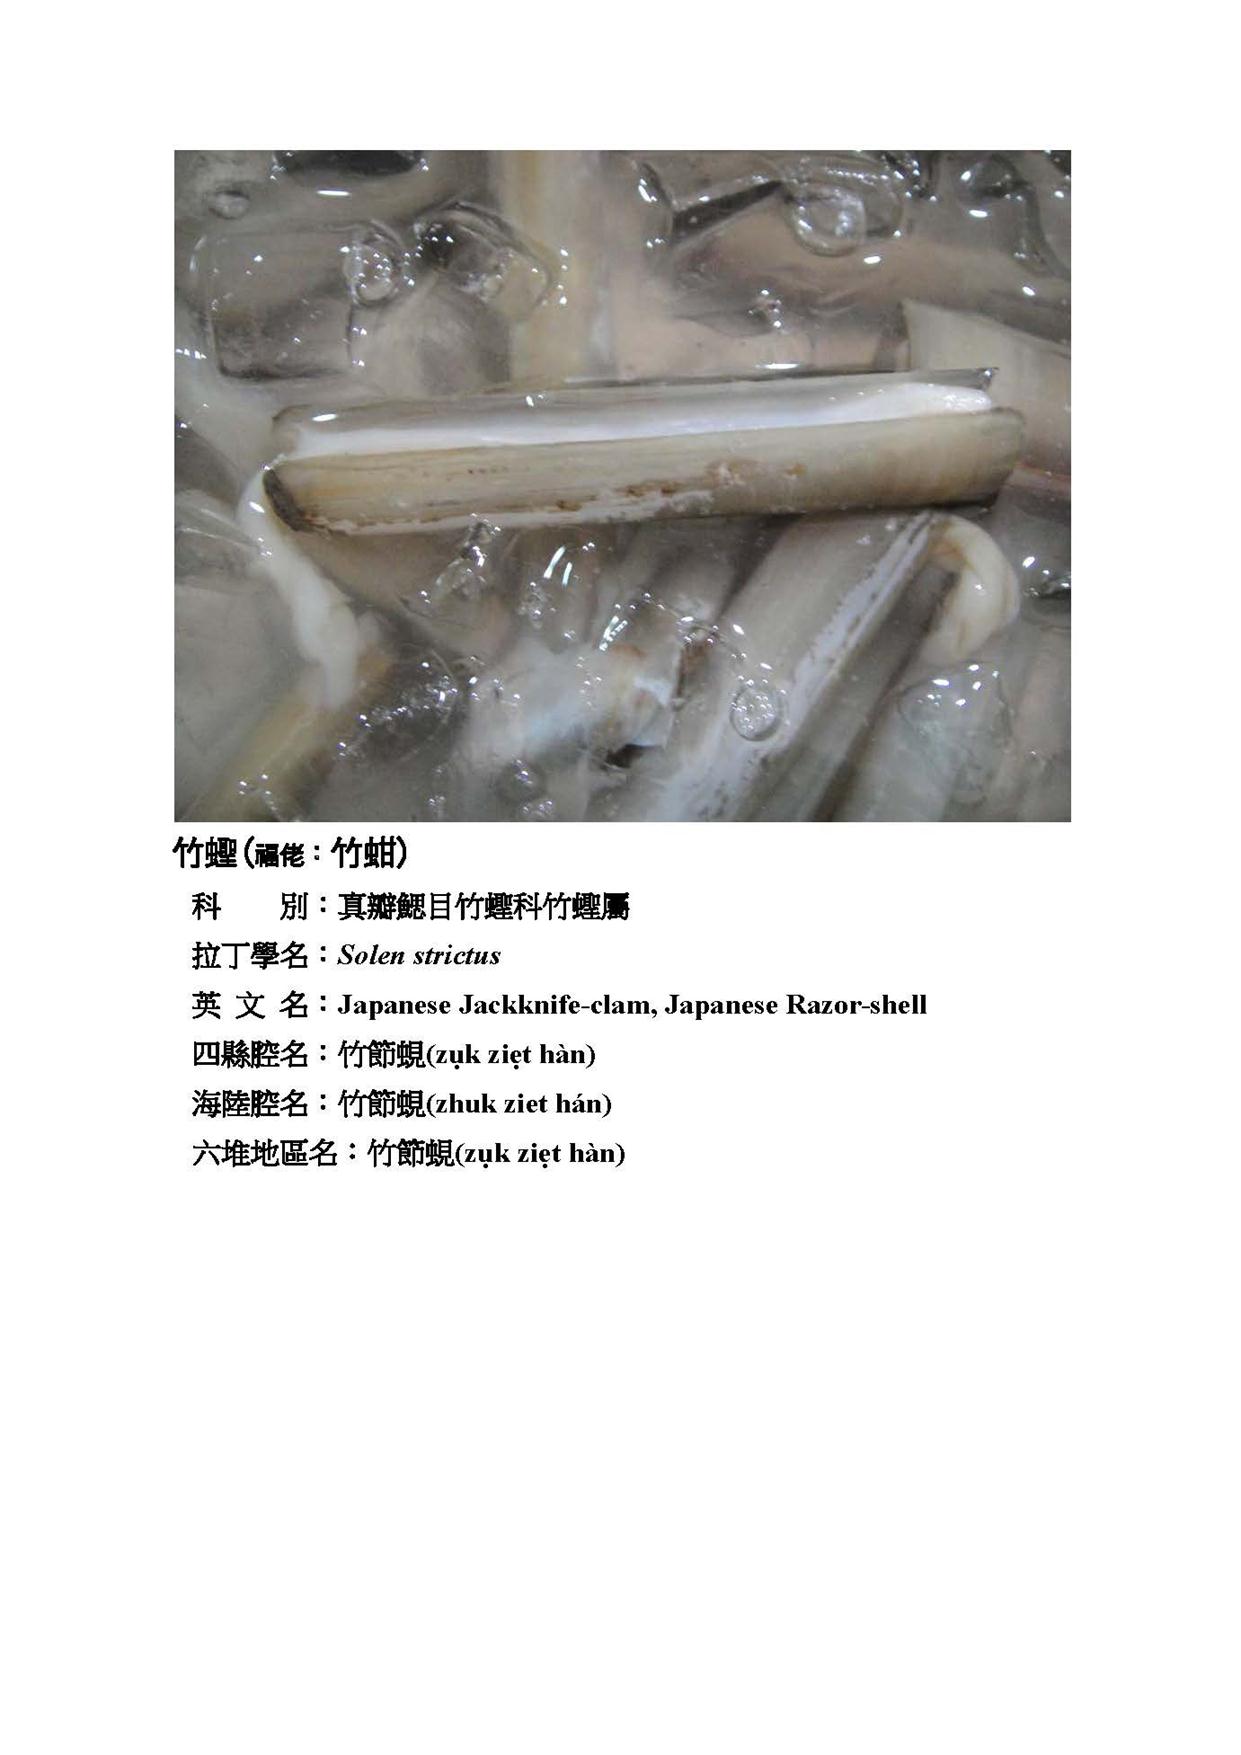 竹蟶(福佬：竹蚶)
科　　別：真瓣鰓目竹蟶科竹蟶屬
拉丁學名：Solen strictus
英 文 名：Japanese Jackknife-clam, Japanese Razor-shell
四縣腔名：竹節蜆(zụk ziẹt hàn)
海陸腔名：竹節蜆(zhuk ziet hán)
六堆地區名：竹節蜆(zụk ziẹt hàn)